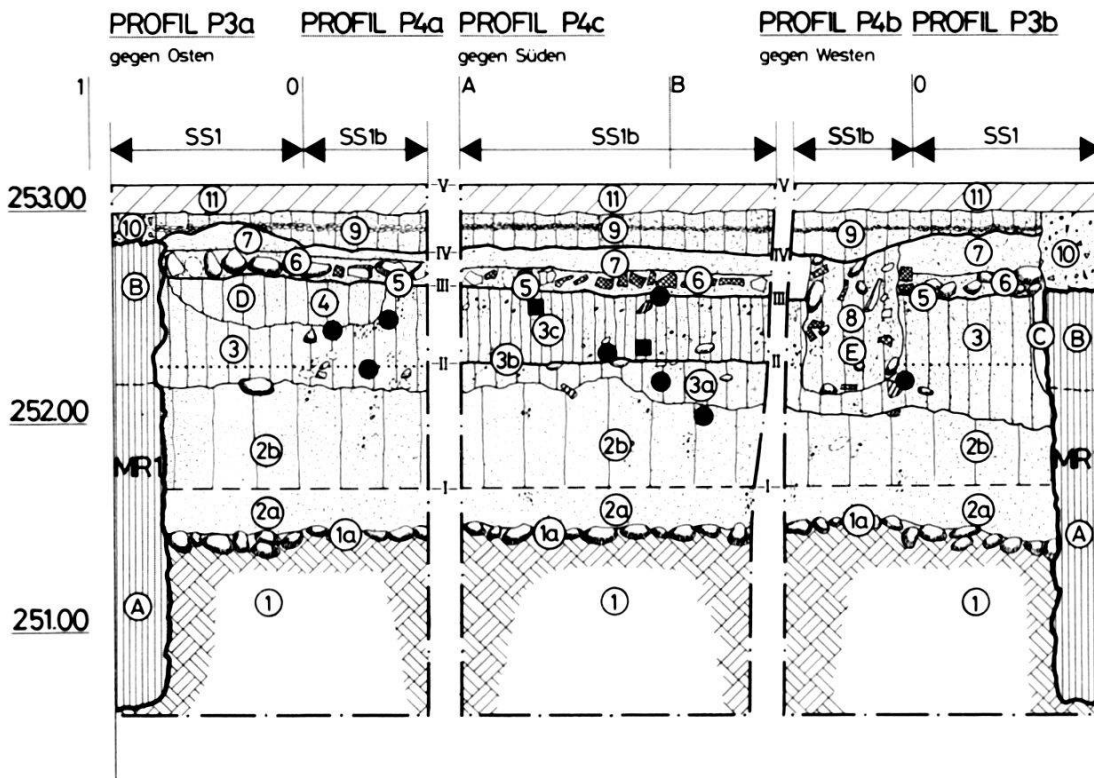 PROFIL P3a PROFIL P4a PROFIL P4c PROFIL P4b PROFIL P3b
gegen Osten gegen Süden gegen Westen
1 0 A B 0
SS1 SS1b SS1b SS1b SS1
V V
253.00 11 11 11
10 9 9 9 10
7 IV 7 IV 7
6 5 5 6 5 6
B D 4 III III 8 C B
3 3c E 3
II 3b II
3a
252.00
2b 2b 2b
MR1 MR
I I
2a 2a 2a
1a 1a 1a
A A
1 1 1
251.00